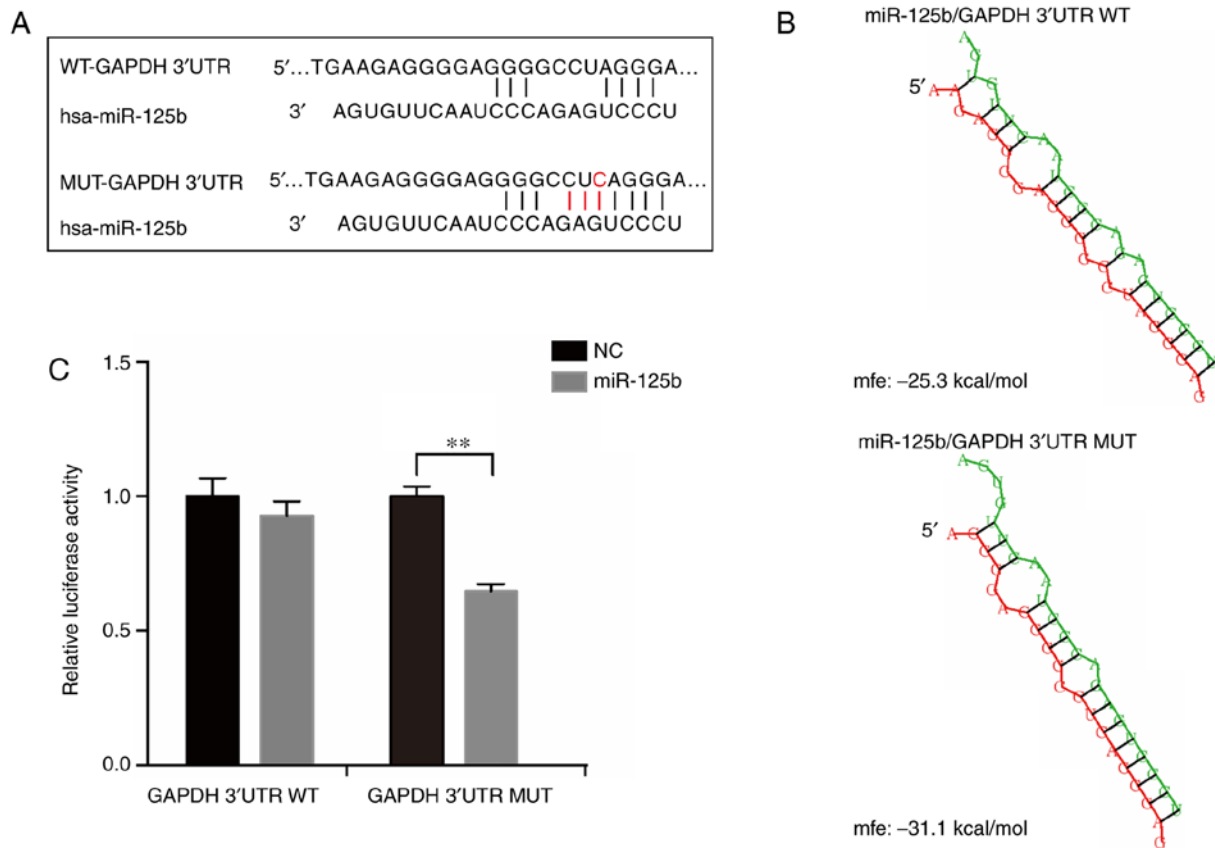 A
WT-GAPDH 3′UTR 5′...TGAAGAGGGGAGGGGCCUAGGGA...
hsa-miR-125b 3′ AGUGUUCAAUCCCAGAGUCCCU
MUT-GAPDH 3′UTR 5′...TGAAGAGGGGAGGGGCCUCAGGGA...
hsa-miR-125b 3′ AGUGUUCAAUCCCAGAGUCCCU
B
miR-125b/GAPDH 3′UTR WT
5′
mfe: −25.3 kcal/mol
miR-125b/GAPDH 3′UTR MUT
5′
mfe: −31.1 kcal/mol
C
NC
miR-125b
Relative luciferase activity
1.5
1.0
0.5
0.0
**
GAPDH 3′UTR WT
GAPDH 3′UTR MUT